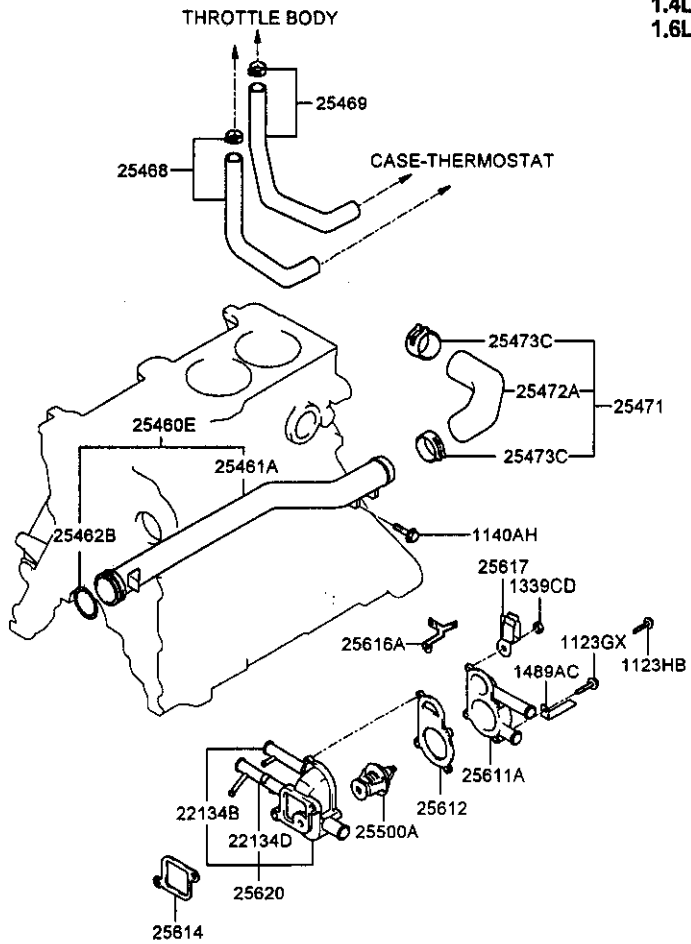 1.4L
1.6L
THROTTLE BODY
25469
25468
CASE-THERMOSTAT
25473C
25472A
25471
25473C
25460E
25461A
25462B
1140AH
25617
1339CD
25616A
1123GX
1123HB
1489AC
25611A
25612
25500A
22134B
22134D
25620
25614